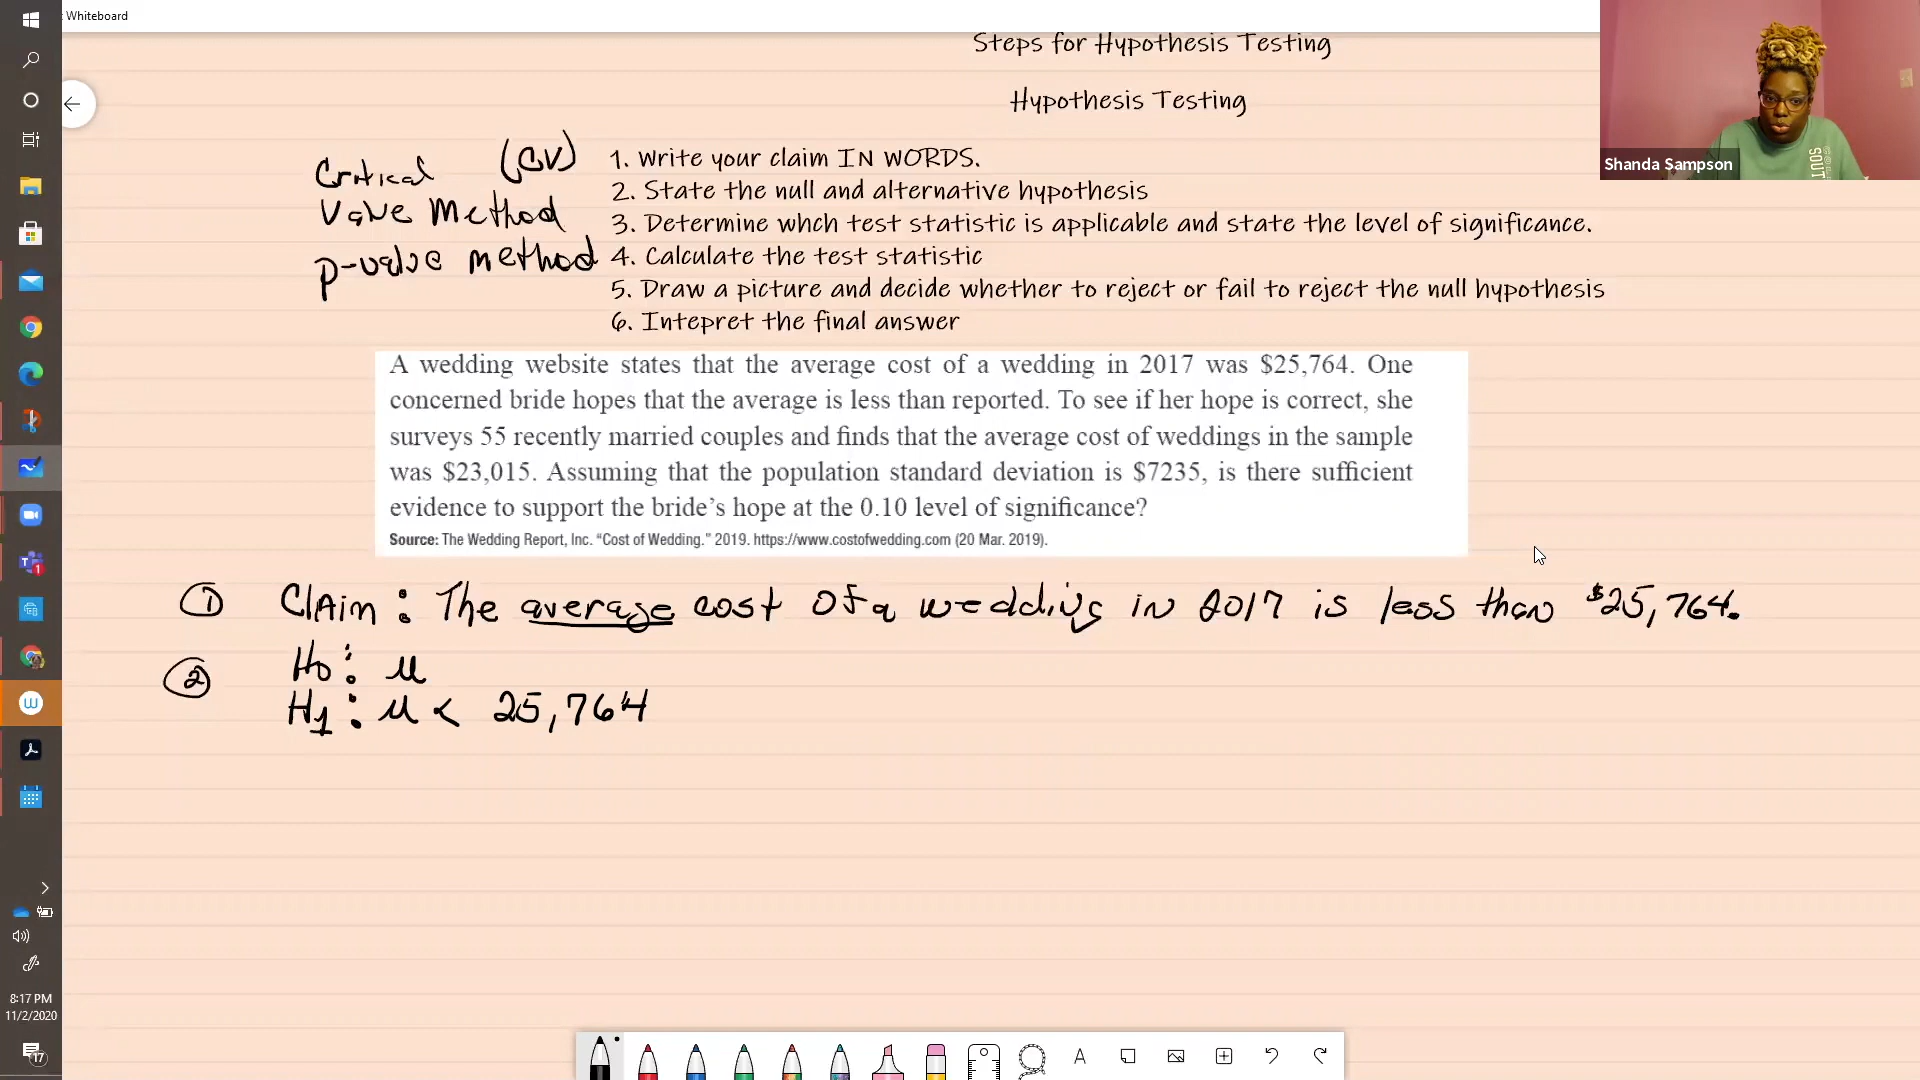 Whiteboard
Steps for Hypothesis Testing
Hypothesis Testing
Shanda Sampson
SOUT
Critical (CV)
Value Method
p-value method
1. Write your claim IN WORDS.
2. State the null and alternative hypothesis
3. Determine whch test statistic is applicable and state the level of significance.
4. Calculate the test statistic
5. Draw a picture and decide whether to reject or fail to reject the null hypothesis
6. Intepret the final answer
A wedding website states that the average cost of a wedding in 2017 was $25,764. One
concerned bride hopes that the average is less than reported. To see if her hope is correct, she
surveys 55 recently married couples and finds that the average cost of weddings in the sample
was $23,015. Assuming that the population standard deviation is $7235, is there sufficient
evidence to support the bride’s hope at the 0.10 level of significance?
Source: The Wedding Report, Inc. “Cost of Wedding.” 2019. https://www.costofwedding.com (20 Mar. 2019).
① Claim: The average cost of a wedding in 2017 is less than $25,764.
② H₀: μ
H₁: μ < 25,764
8:17 PM
11/2/2020
17